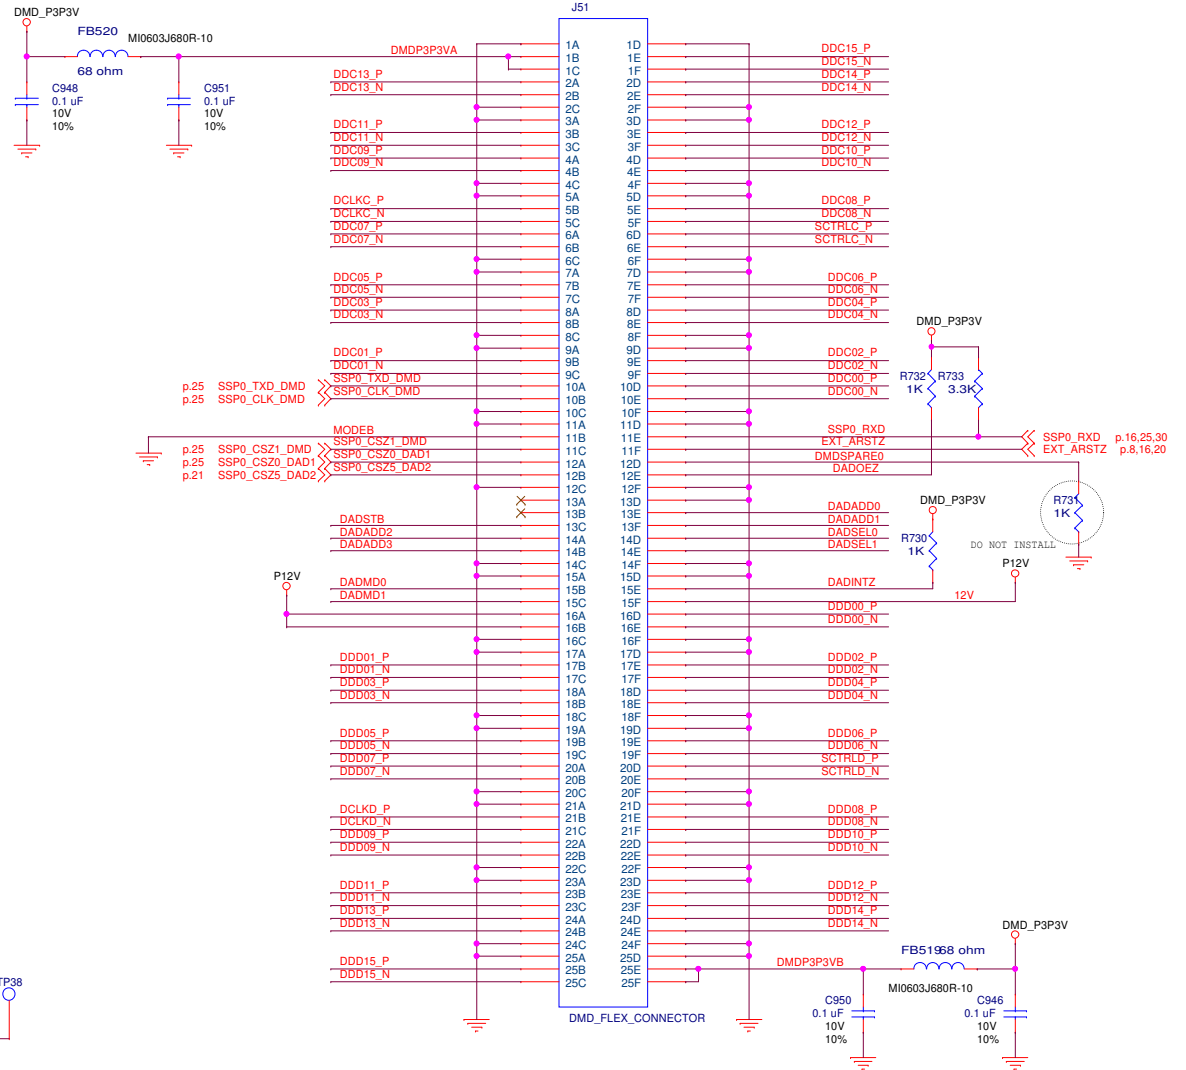 J51
DMD_P3P3V
FB520
MI0603J680R-10
68 ohm
C948
0.1 uF
10V
10%
C951
0.1 uF
10V
10%
DMDP3P3VA
DDC13_P
DDC13_N
DDC11_P
DDC11_N
DDC09_P
DDC09_N
DCLKC_P
DCLKC_N
DDC07_P
DDC07_N
DDC05_P
DDC05_N
DDC03_P
DDC03_N
DDC01_P
DDC01_N
p.25 SSP0_TXD_DMD SSP0_TXD_DMD
p.25 SSP0_CLK_DMD SSP0_CLK_DMD
MODEB
p.25 SSP0_CSZ1_DMD SSP0_CSZ1_DMD
p.25 SSP0_CSZ0_DAD1 SSP0_CSZ0_DAD1
p.21 SSP0_CSZ5_DAD2 SSP0_CSZ5_DAD2
DADSTB
DADADD2
DADADD3
P12V
DADMD0
DADMD1
DDD01_P
DDD01_N
DDD03_P
DDD03_N
DDD05_P
DDD05_N
DDD07_P
DDD07_N
DCLKD_P
DCLKD_N
DDD09_P
DDD09_N
DDD11_P
DDD11_N
DDD13_P
DDD13_N
DDD15_P
DDD15_N
TP38
1A 1D
1B 1E
1C 1F
2A 2D
2B 2E
2C 2F
3A 3D
3B 3E
3C 3F
4A 4D
4B 4E
4C 4F
5A 5D
5B 5E
5C 5F
6A 6D
6B 6E
6C 6F
7A 7D
7B 7E
7C 7F
8A 8D
8B 8E
8C 8F
9A 9D
9B 9E
9C 9F
10A 10D
10B 10E
10C 10F
11A 11D
11B 11E
11C 11F
12A 12D
12B 12E
12C 12F
13A 13D
13B 13E
13C 13F
14A 14D
14B 14E
14C 14F
15A 15D
15B 15E
15C 15F
16A 16D
16B 16E
16C 16F
17A 17D
17B 17E
17C 17F
18A 18D
18B 18E
18C 18F
19A 19D
19B 19E
19C 19F
20A 20D
20B 20E
20C 20F
21A 21D
21B 21E
21C 21F
22A 22D
22B 22E
22C 22F
23A 23D
23B 23E
23C 23F
24A 24D
24B 24E
24C 24F
25A 25D
25B 25E
25C 25F
DMD_FLEX_CONNECTOR
DDC15_P
DDC15_N
DDC14_P
DDC14_N
DDC12_P
DDC12_N
DDC10_P
DDC10_N
DDC08_P
DDC08_N
SCTRLC_P
SCTRLC_N
DDC06_P
DDC06_N
DDC04_P
DDC04_N
DMD_P3P3V
DDC02_P
DDC02_N
DDC00_P
DDC00_N
R732
1K
R733
3.3K
SSP0_RXD SSP0_RXD p.16,25,30
EXT_ARSTZ EXT_ARSTZ p.8,16,20
DMDSPARE0
DADOEZ
DMD_P3P3V
R731
1K
DADADD0
DADADD1
DADSEL0
DADSEL1
R730
1K
DO NOT INSTALL
P12V
DADINTZ
12V
DDD00_P
DDD00_N
DDD02_P
DDD02_N
DDD04_P
DDD04_N
DDD06_P
DDD06_N
SCTRLD_P
SCTRLD_N
DDD08_P
DDD08_N
DDD10_P
DDD10_N
DDD12_P
DDD12_N
DDD14_P
DDD14_N
DMD_P3P3V
DMDP3P3VB
FB519 68 ohm
MI0603J680R-10
C950
0.1 uF
10V
10%
C946
0.1 uF
10V
10%